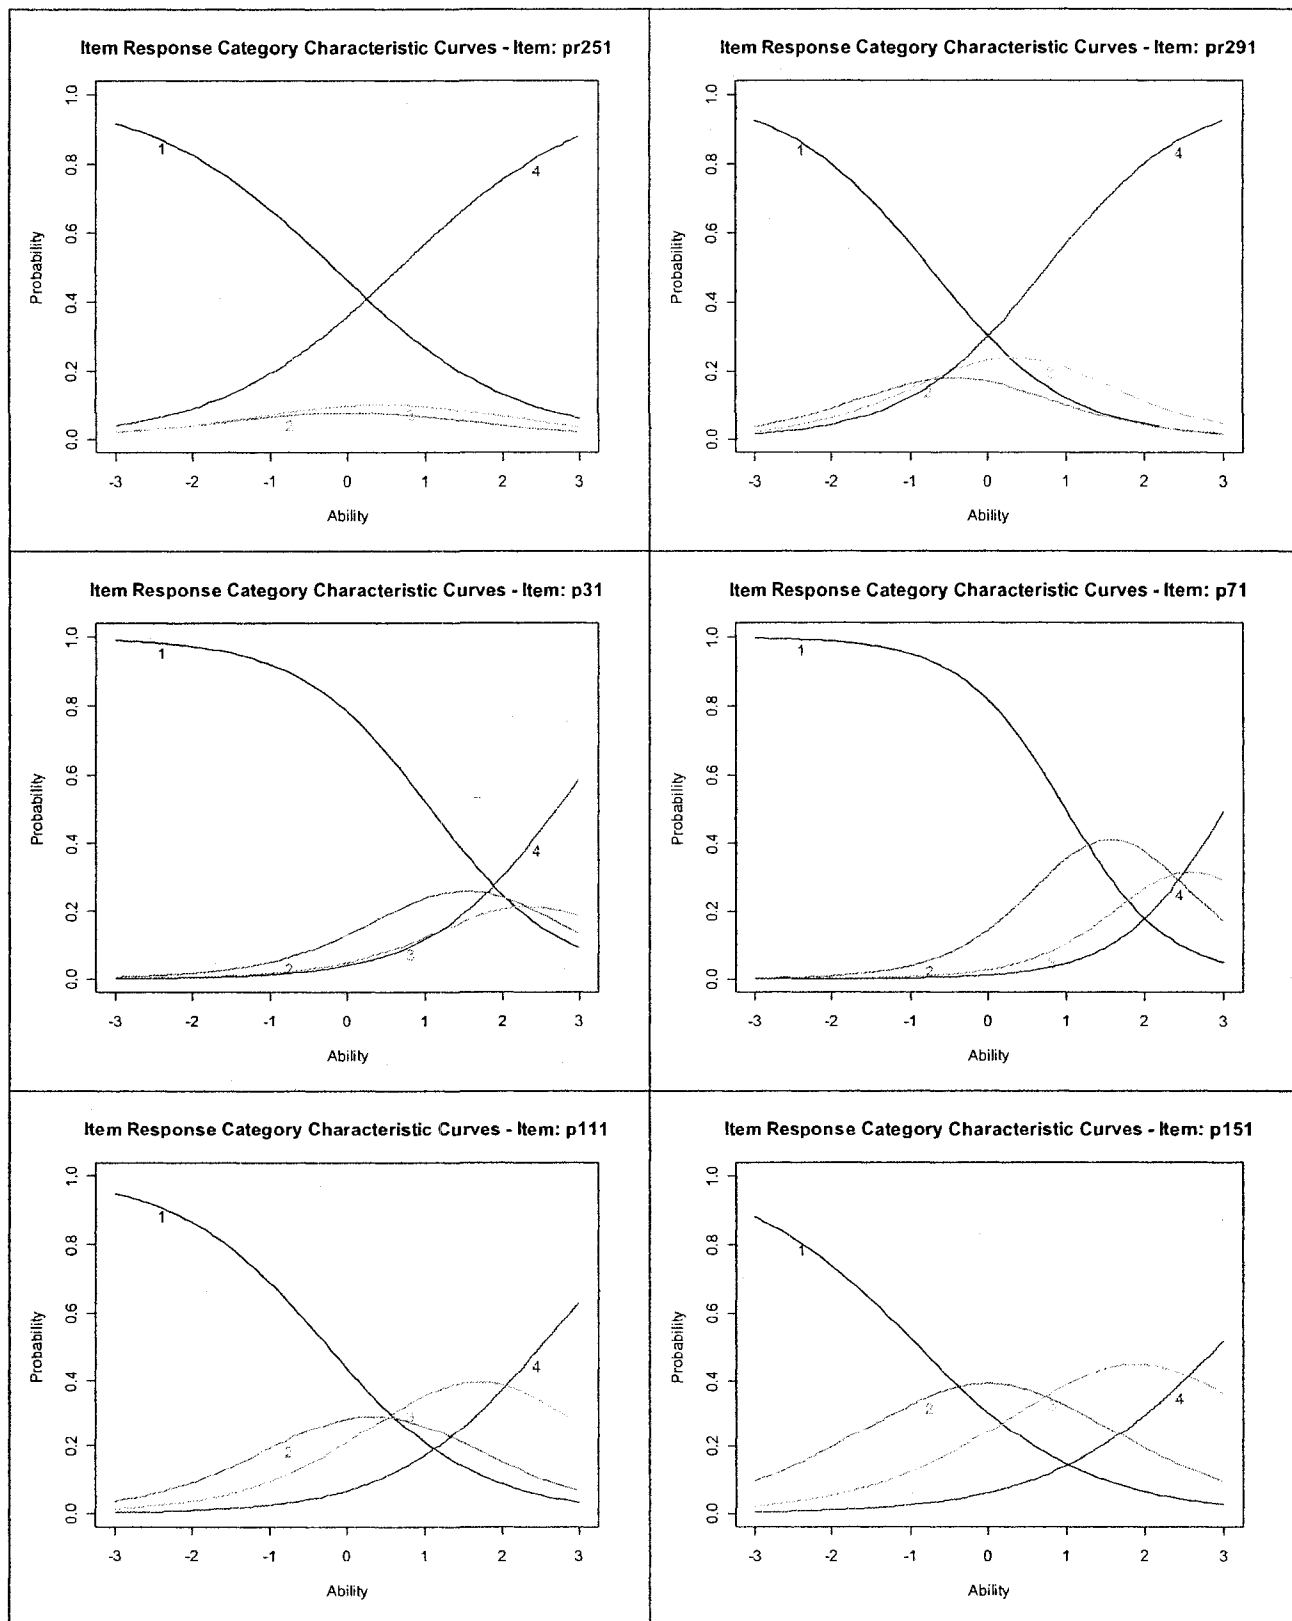 Item Response Category Characteristic Curves - Item: pr251
1.0
0.8
0.6
0.4
0.2
0.0
Probability
1
4
2
3
-3 -2 -1 0 1 2 3
Ability
Item Response Category Characteristic Curves - Item: pr291
1.0
0.8
0.6
0.4
0.2
0.0
Probability
1
4
2
3
-3 -2 -1 0 1 2 3
Ability
Item Response Category Characteristic Curves - Item: p31
1.0
0.8
0.6
0.4
0.2
0.0
Probability
1
4
2
3
-3 -2 -1 0 1 2 3
Ability
Item Response Category Characteristic Curves - Item: p71
1.0
0.8
0.6
0.4
0.2
0.0
Probability
1
4
2
3
-3 -2 -1 0 1 2 3
Ability
Item Response Category Characteristic Curves - Item: p111
1.0
0.8
0.6
0.4
0.2
0.0
Probability
1
4
3
2
-3 -2 -1 0 1 2 3
Ability
Item Response Category Characteristic Curves - Item: p151
1.0
0.8
0.6
0.4
0.2
0.0
Probability
1
4
2
3
-3 -2 -1 0 1 2 3
Ability